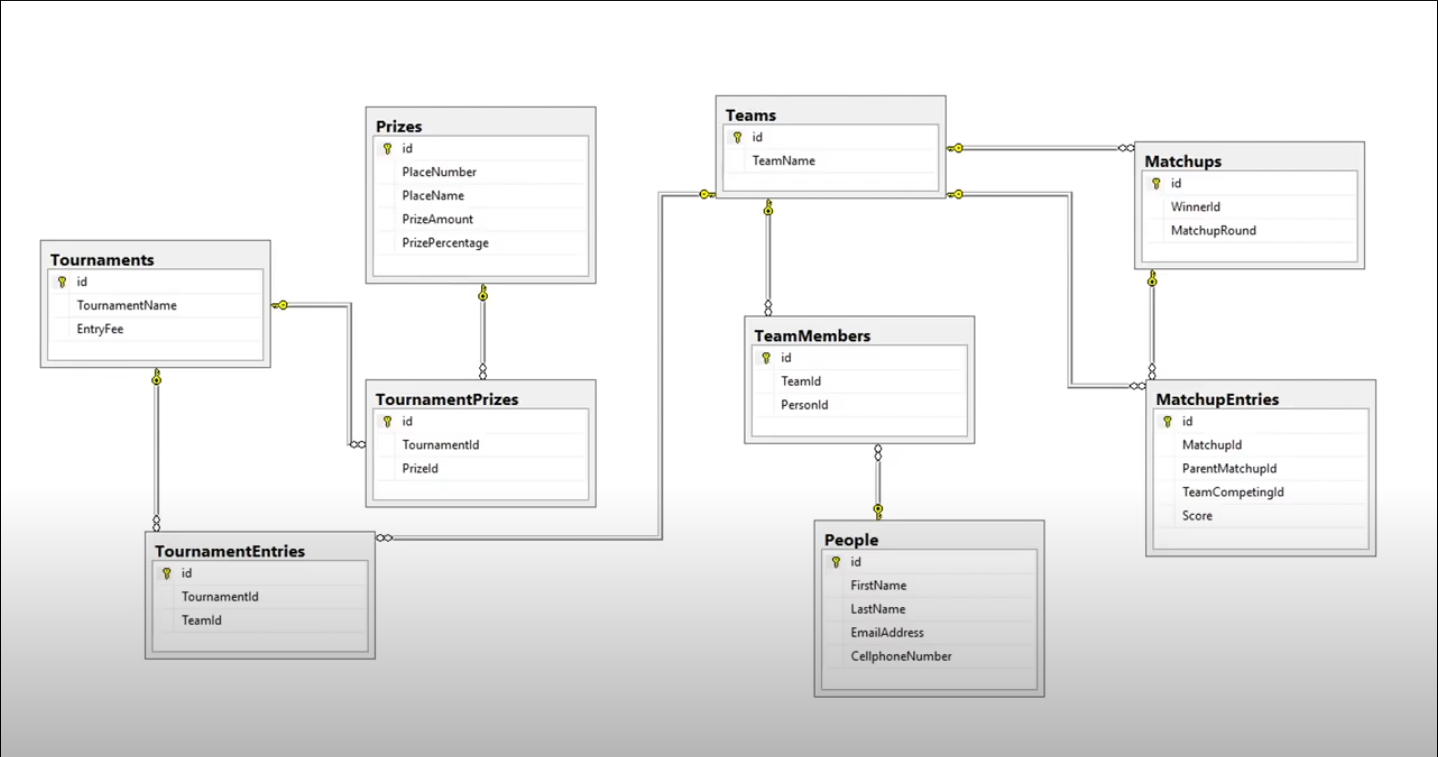 Tournaments
id
TournamentName
EntryFee
Prizes
id
PlaceNumber
PlaceName
PrizeAmount
PrizePercentage
TournamentPrizes
id
TournamentId
PrizeId
TournamentEntries
id
TournamentId
TeamId
Teams
id
TeamName
TeamMembers
id
TeamId
PersonId
People
id
FirstName
LastName
EmailAddress
CellphoneNumber
Matchups
id
WinnerId
MatchupRound
MatchupEntries
id
MatchupId
ParentMatchupId
TeamCompetingId
Score